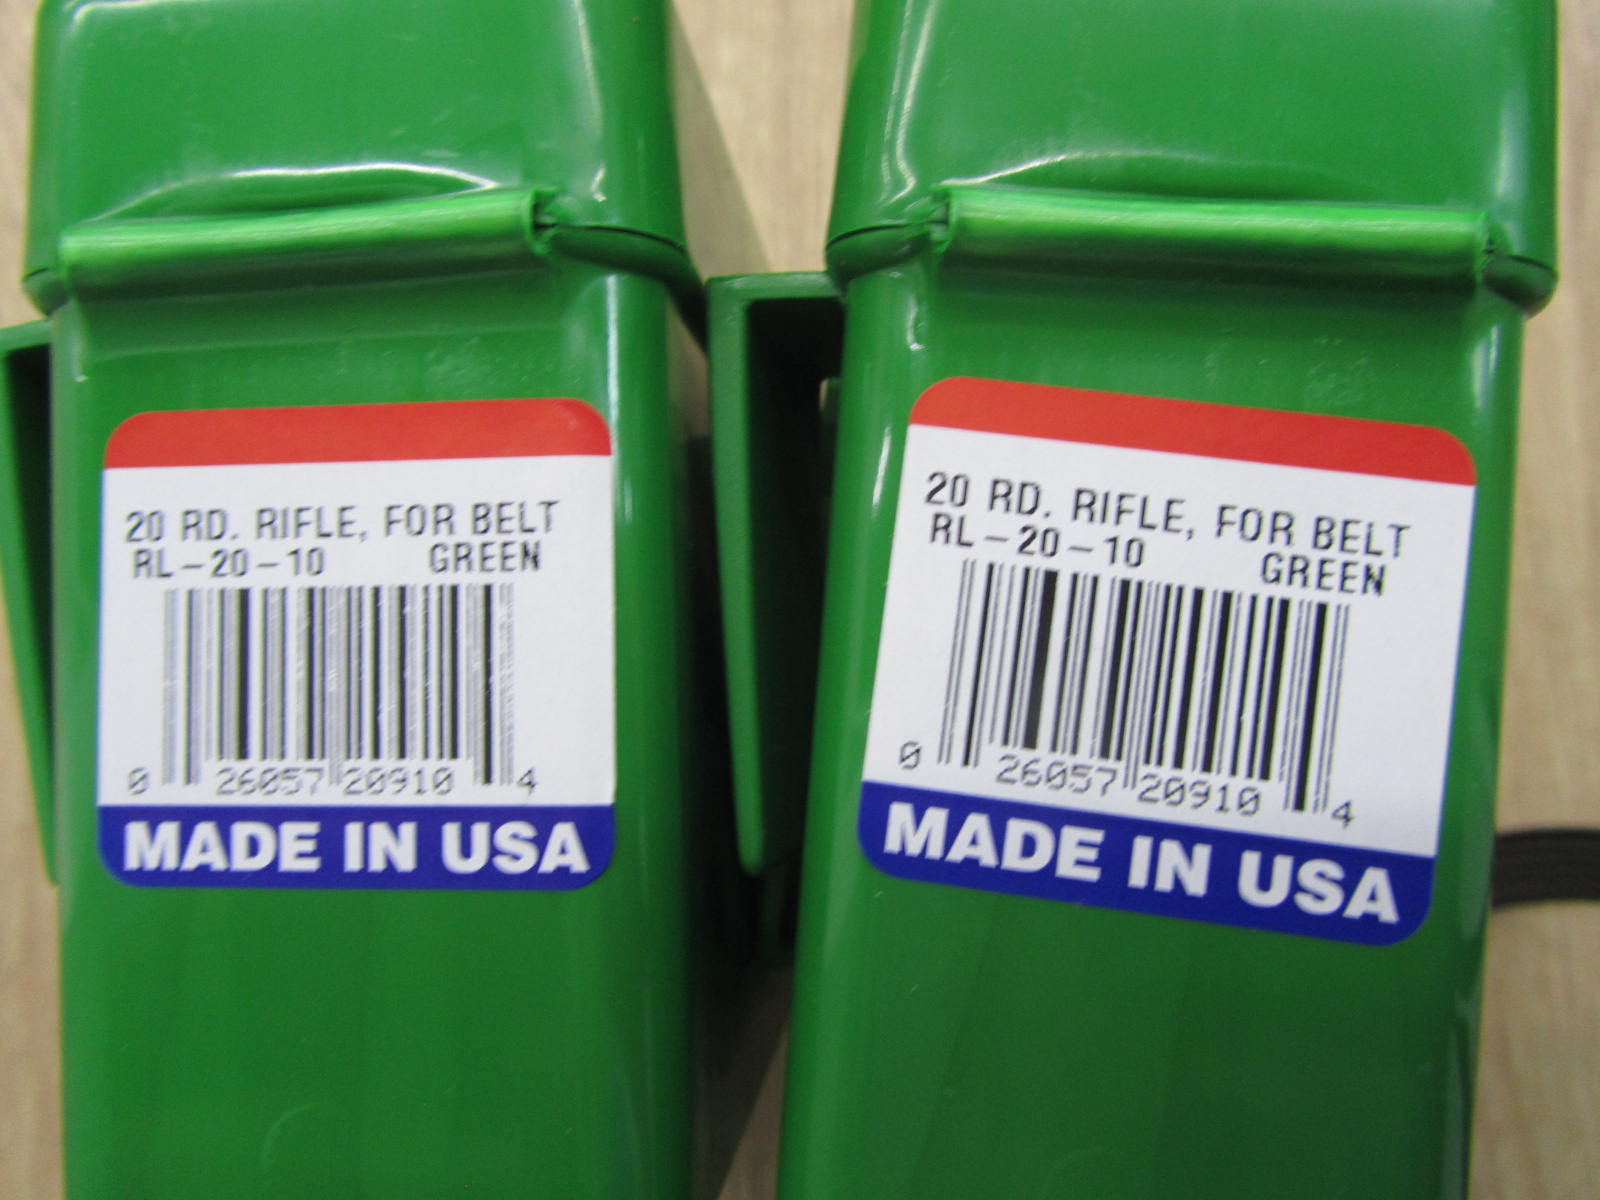 20 RD. RIFLE, FOR BELT
RL-20-10 GREEN
0 26057 20910 4
MADE IN USA
20 RD. RIFLE, FOR BELT
RL-20-10 GREEN
0 26057 20910 4
MADE IN USA